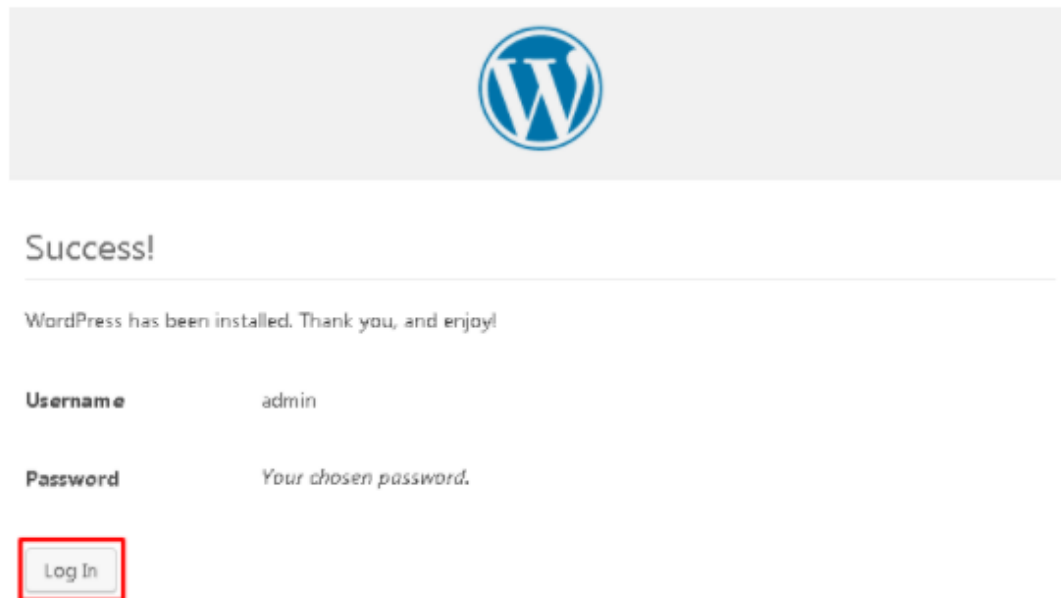 Success!
WordPress has been installed. Thank you, and enjoy!
Username admin
Password Your chosen password.
Log In